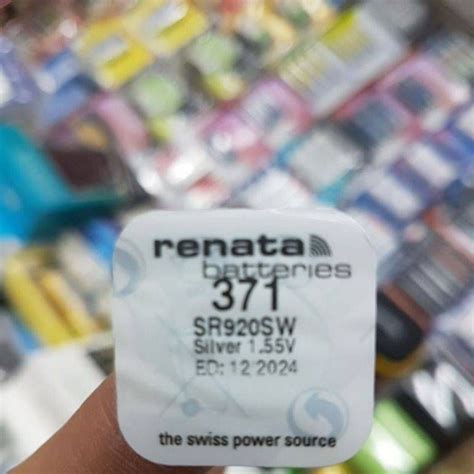 renata
batteries
371
SR920SW
Silver 1.55V
ED: 12 2024
the swiss power source